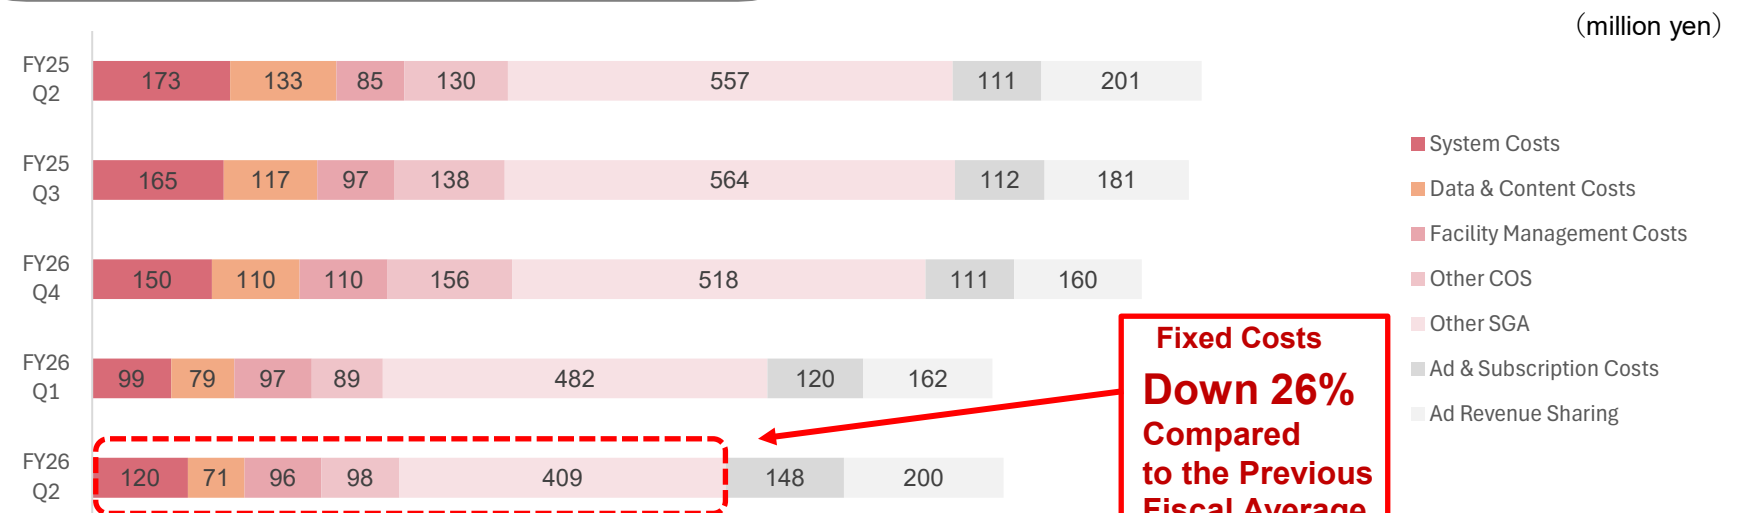 （million yen）
FY25
Q2
173 133 85 130 557 111 201
FY25
Q3
165 117 97 138 564 112 181
FY26
Q4
150 110 110 156 518 111 160
FY26
Q1
99 79 97 89 482 120 162
FY26
Q2
120 71 96 98 409 148 200
System Costs
Data & Content Costs
Facility Management Costs
Other COS
Other SGA
Ad & Subscription Costs
Ad Revenue Sharing
Fixed Costs
Down 26%
Compared
to the Previous
Fiscal Average